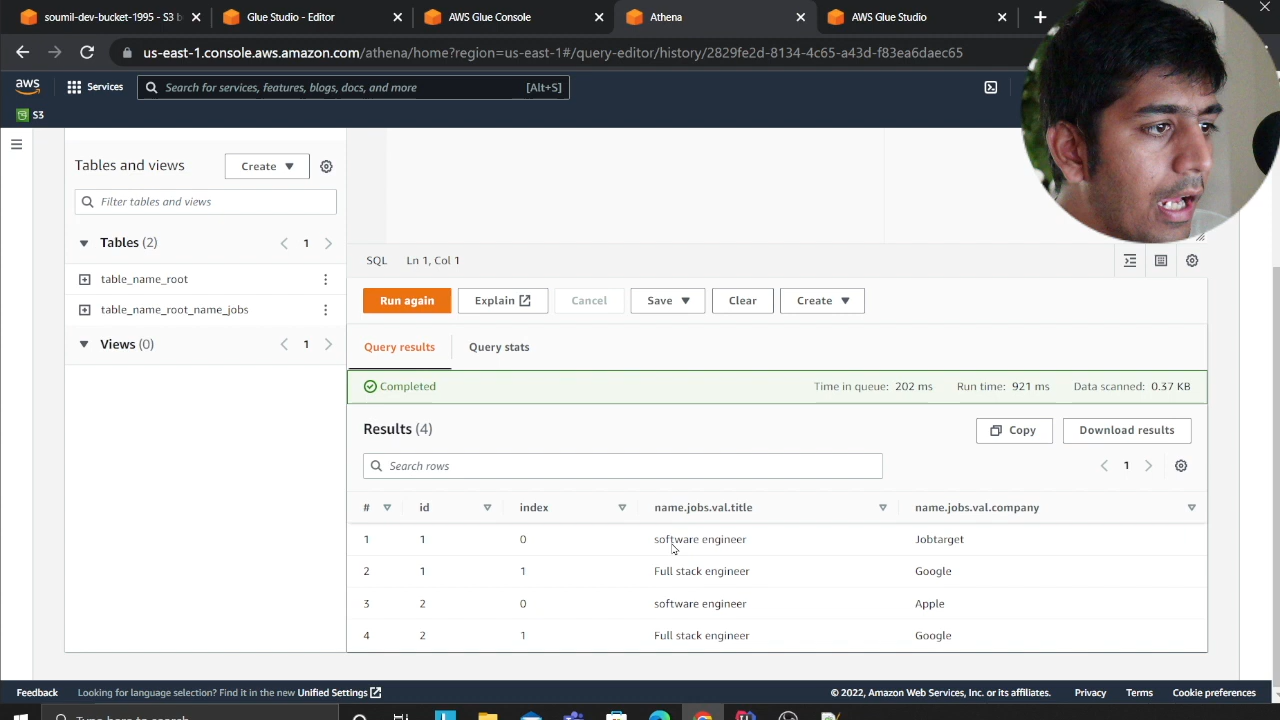 soumil-dev-bucket-1995 - S3 b
Glue Studio - Editor
AWS Glue Console
Athena
AWS Glue Studio
us-east-1.console.aws.amazon.com/athena/home?region=us-east-1#/query-editor/history/2829fe2d-8134-4c65-a43d-f83ea6daec65
aws
Services
Search for services, features, blogs, docs, and more
[Alt+S]
S3
Tables and views
Create
Filter tables and views
Tables (2)
1
table_name_root
table_name_root_name_jobs
Views (0)
1
SQL Ln 1, Col 1
Run again
Explain
Cancel
Save
Clear
Create
Query results
Query stats
Completed
Time in queue: 202 ms
Run time: 921 ms
Data scanned: 0.37 KB
Results (4)
Copy
Download results
Search rows
1
# id index name.jobs.val.title name.jobs.val.company
1 1 0 software engineer Jobtarget
2 1 1 Full stack engineer Google
3 2 0 software engineer Apple
4 2 1 Full stack engineer Google
Feedback
Looking for language selection? Find it in the new Unified Settings
© 2022, Amazon Web Services, Inc. or its affiliates.
Privacy
Terms
Cookie preferences